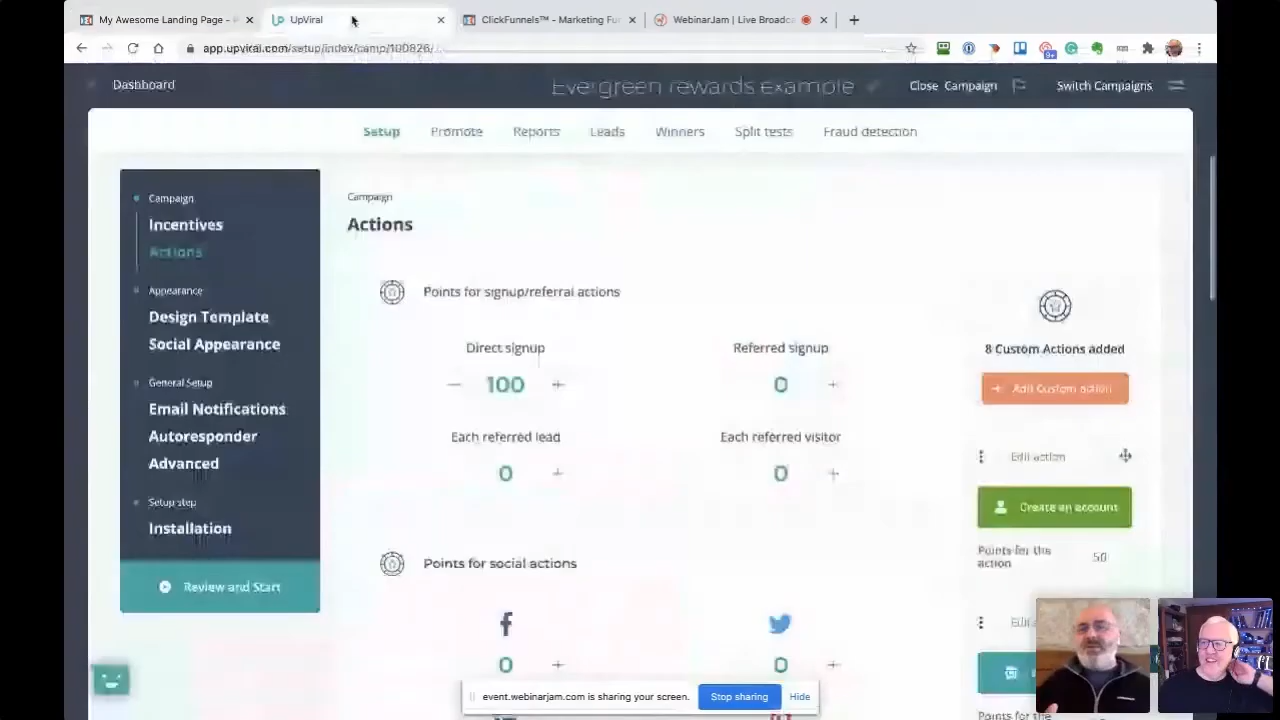 My Awesome Landing Page -
UpViral
ClickFunnels™ - Marketing Fu
WebinarJam | Live Broadca
app.upviral.com/setup/index/camp/100826/...
Dashboard
Evergreen rewards Example
Close Campaign
Switch Campaigns
Setup
Promote
Reports
Leads
Winners
Split tests
Fraud detection
Campaign
Incentives
Actions
Appearance
Design Template
Social Appearance
General Setup
Email Notifications
Autoresponder
Advanced
Setup step
Installation
Review and Start
Campaign
Actions
Points for signup/referral actions
Direct signup
Referred signup
100
0
Each referred lead
Each referred visitor
0
0
Points for social actions
0
0
8 Custom Actions added
Add Custom action
Edit action
Create an account
Points for the
action
50
Points for the
event.webinarjam.com is sharing your screen.
Stop sharing
Hide